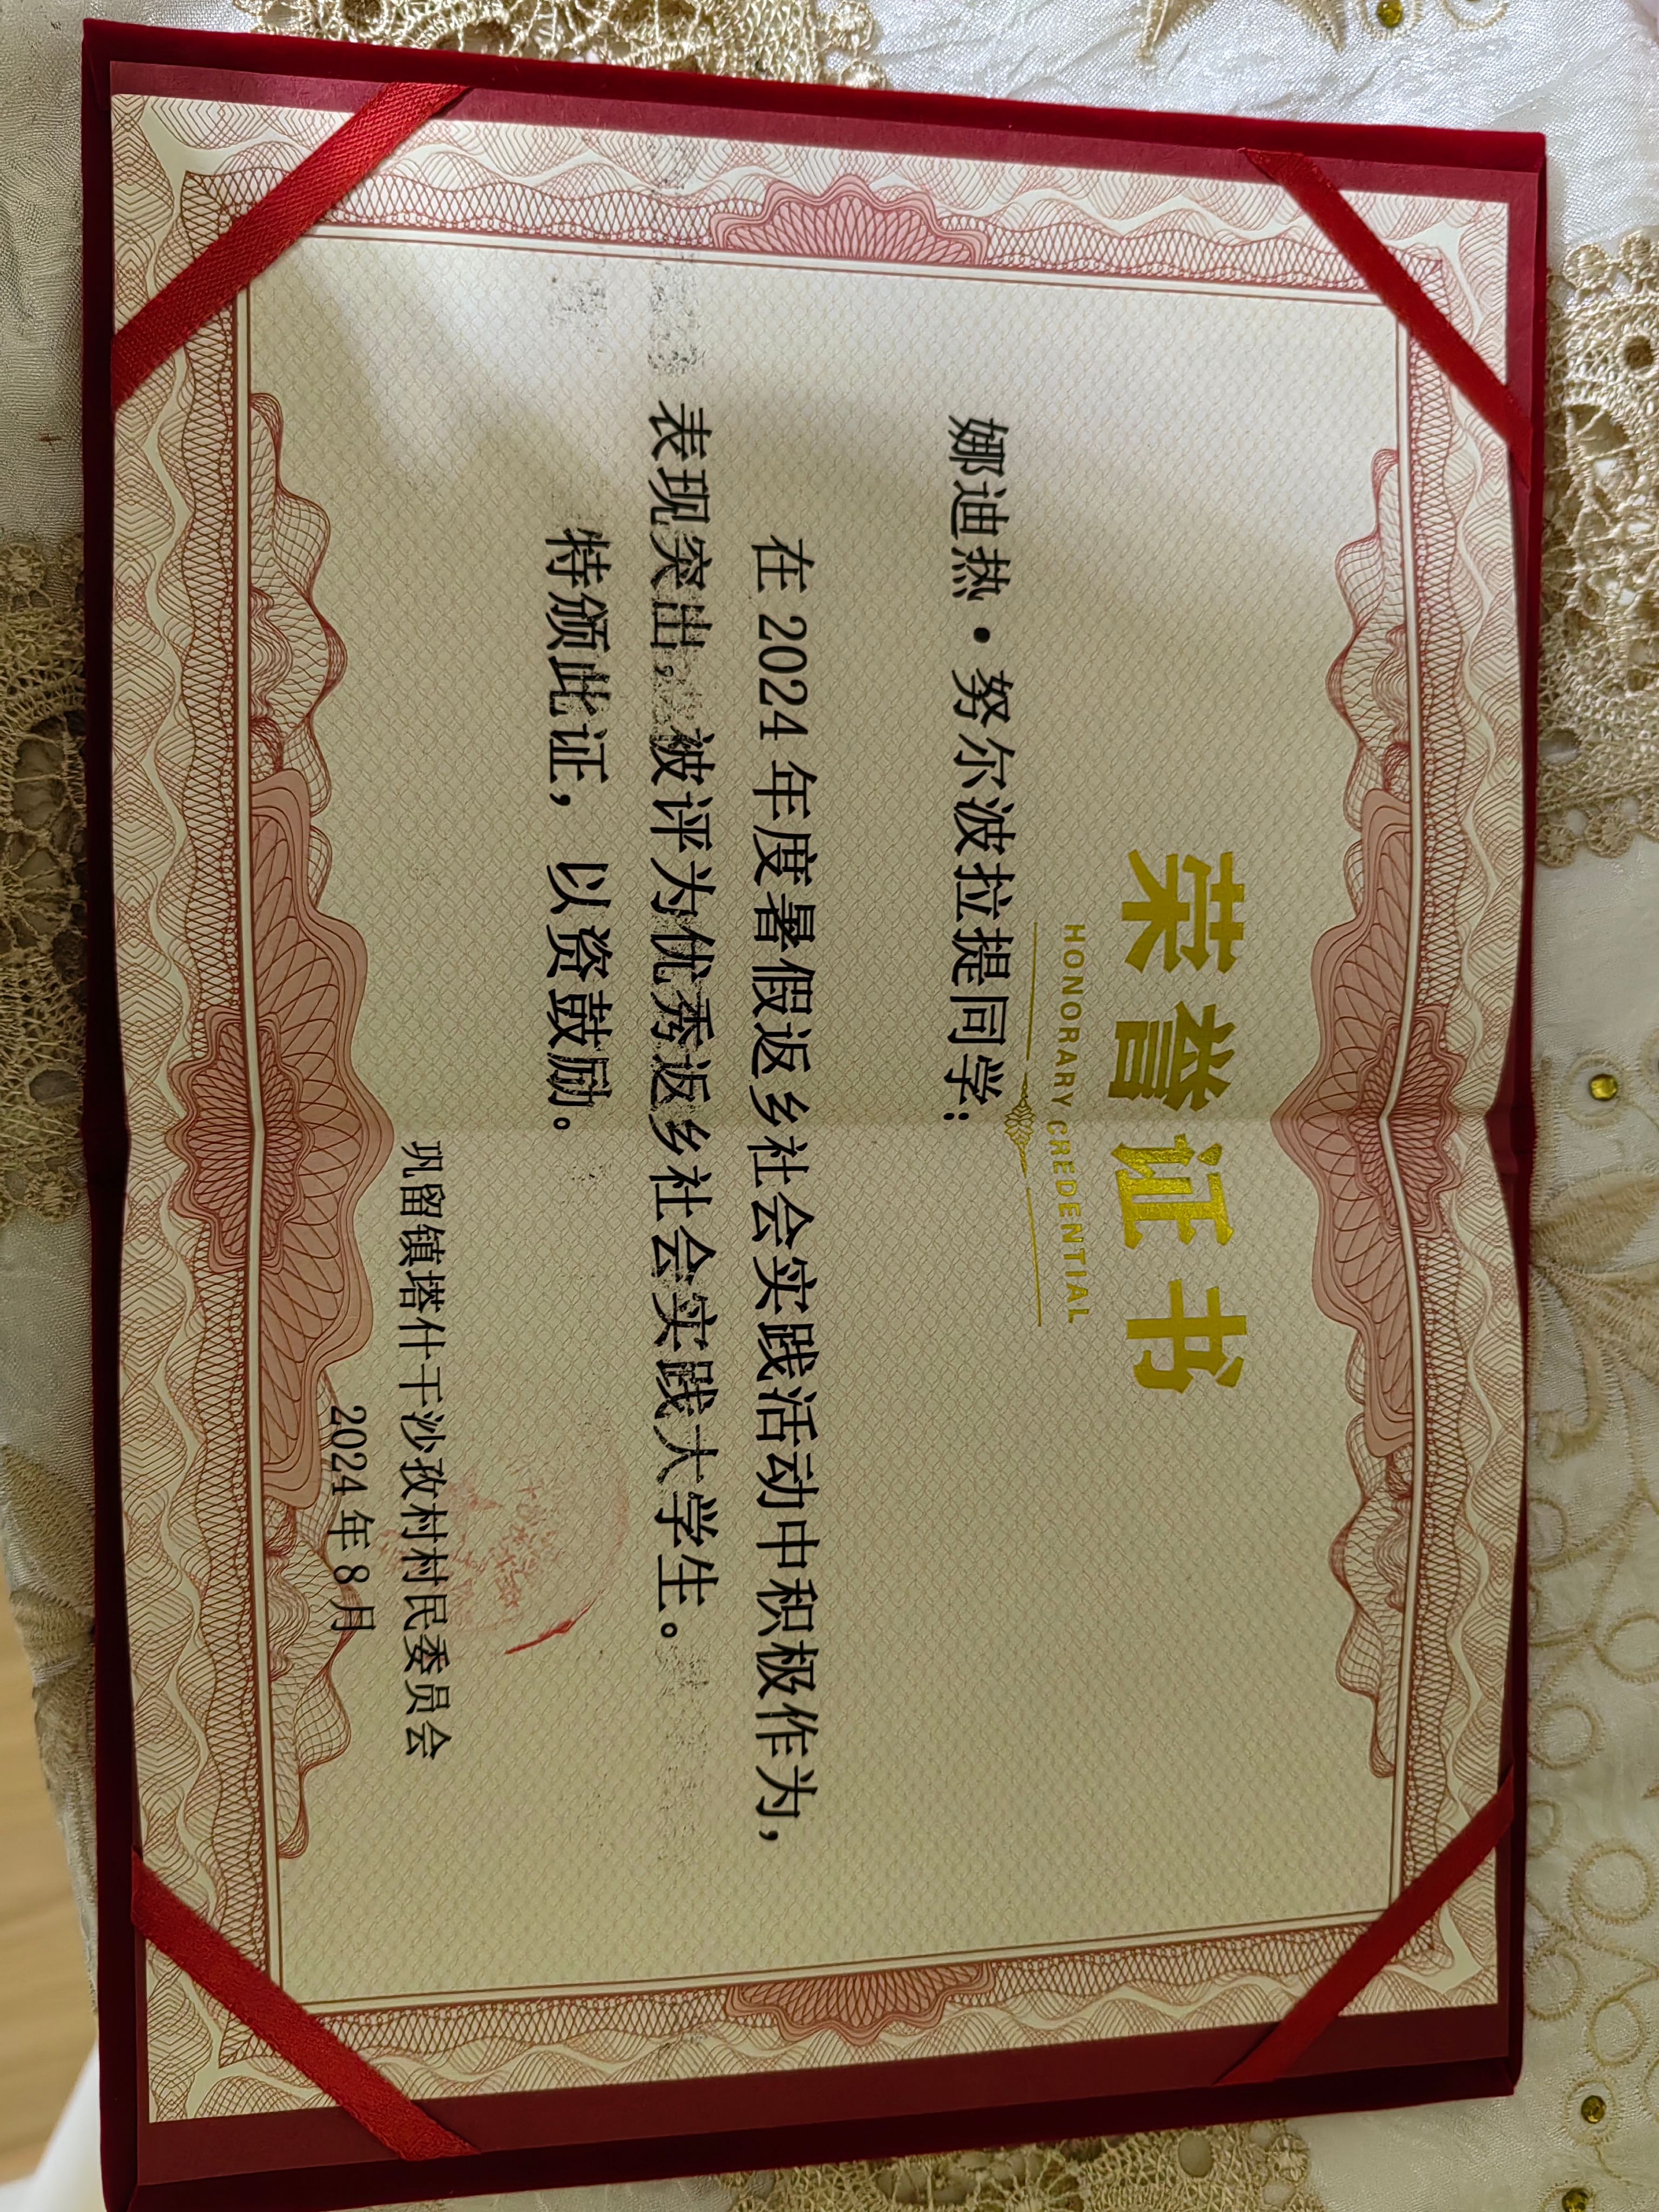 荣誉证书
HONORARY CREDENTIAL
娜迪热·努尔波拉提同学：
在2024年度暑假返乡社会实践活动中积极作为，
表现突出，被评为优秀返乡社会实践大学生。
特颁此证，以资鼓励。
巩留镇塔什干沙孜村村民委员会
2024年8月